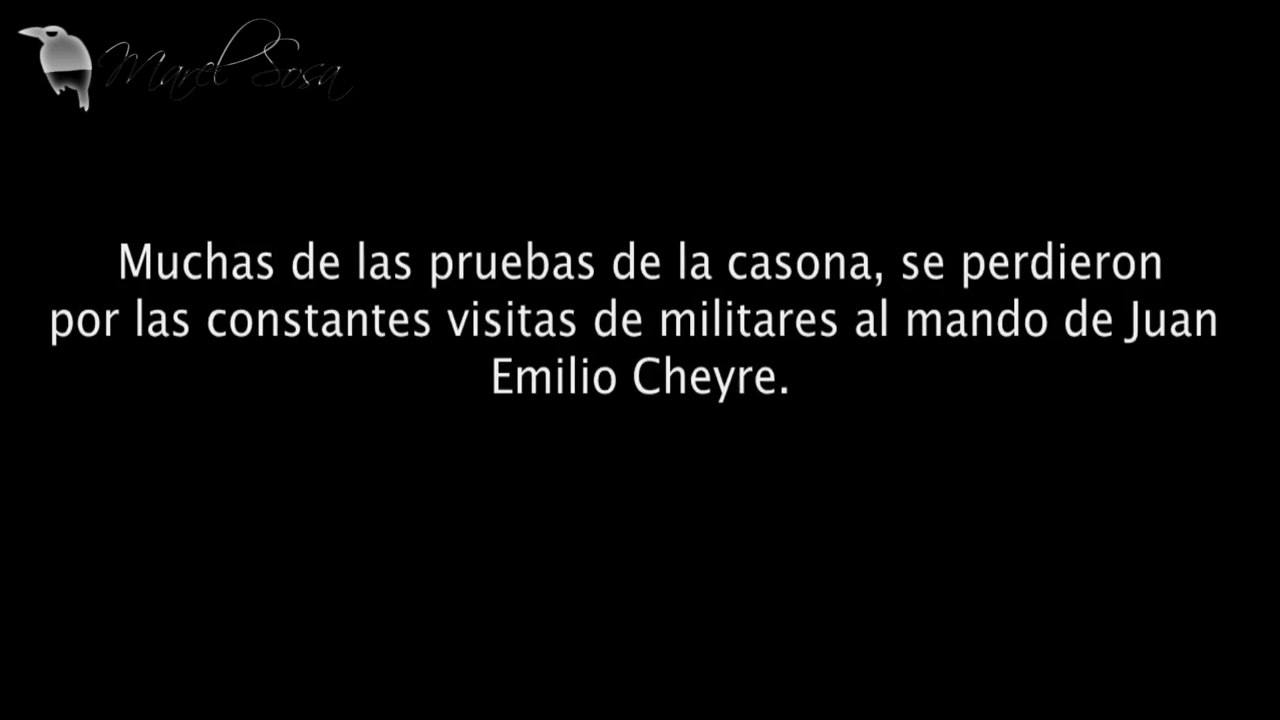 Marel Sosa
Muchas de las pruebas de la casona, se perdieron
por las constantes visitas de militares al mando de Juan
Emilio Cheyre.